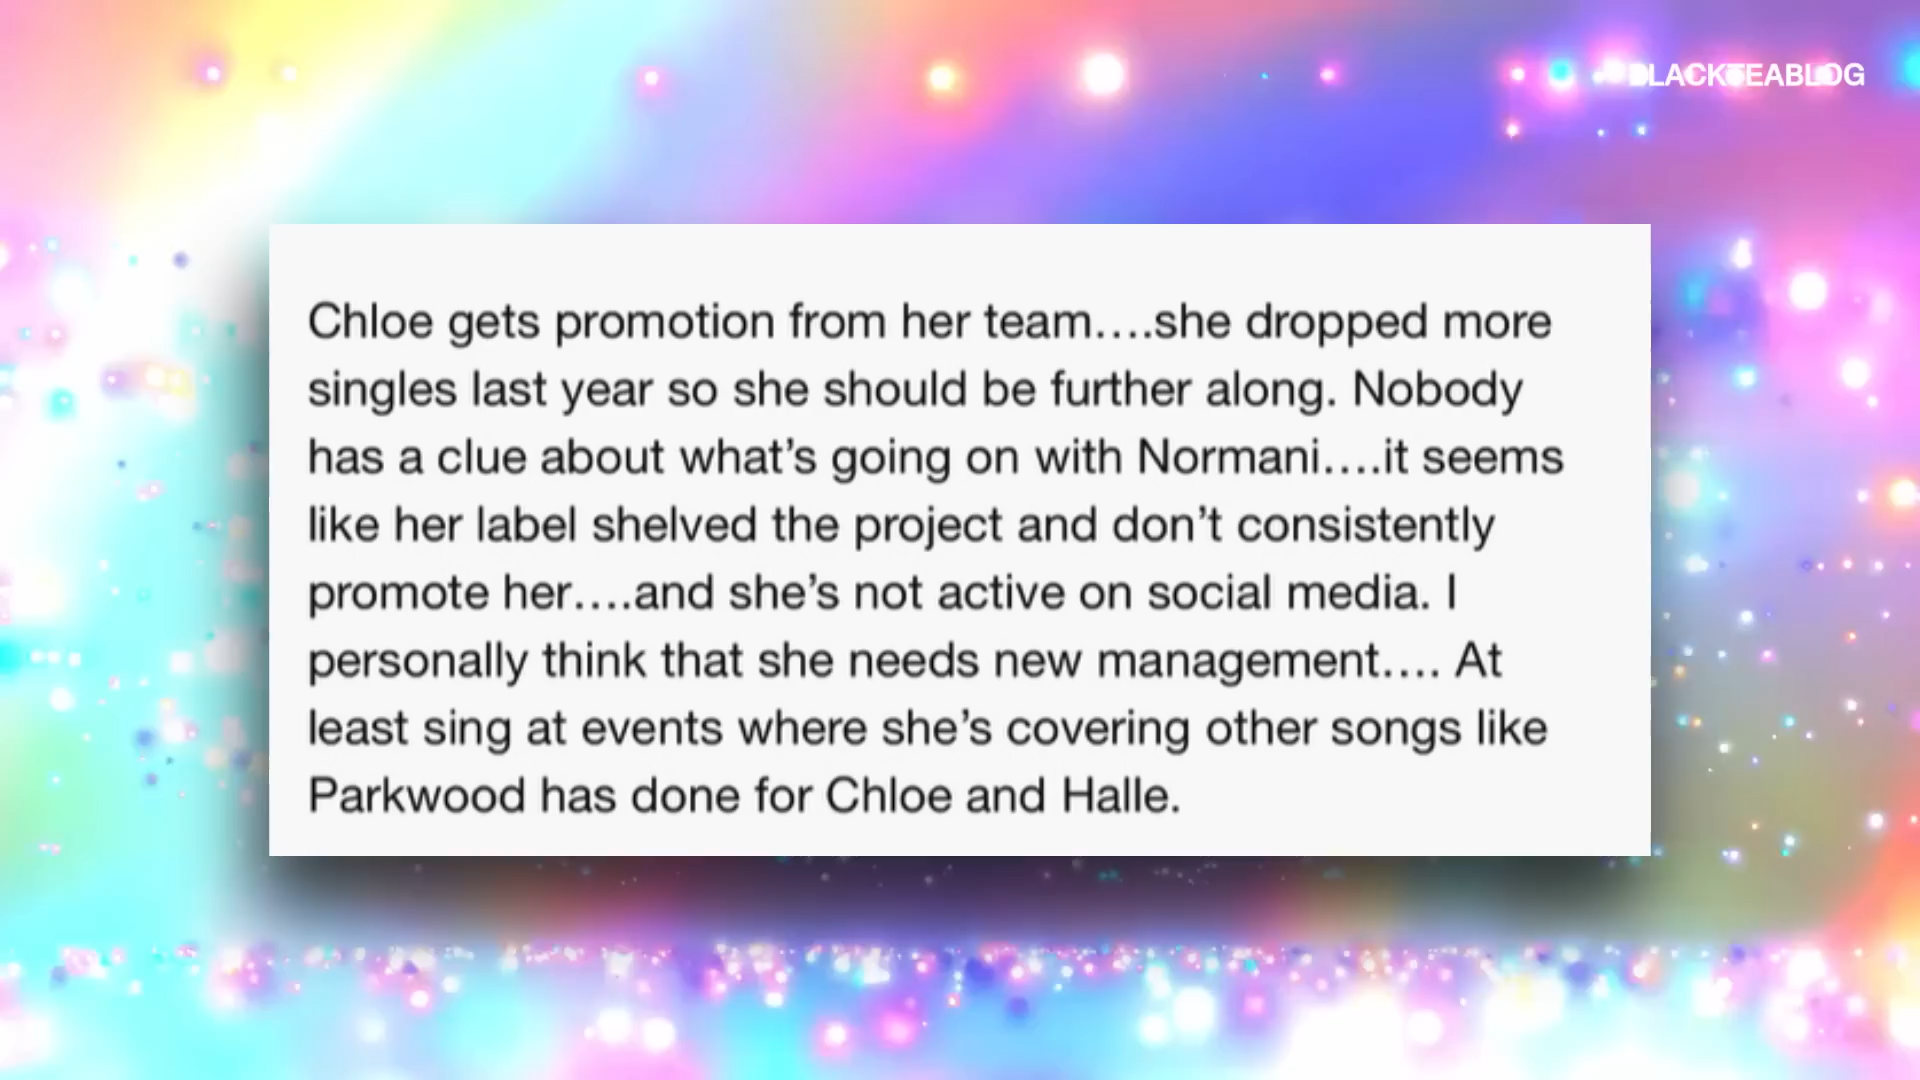 BLACKTEABLOG
Chloe gets promotion from her team....she dropped more
singles last year so she should be further along. Nobody
has a clue about what’s going on with Normani....it seems
like her label shelved the project and don’t consistently
promote her....and she’s not active on social media. I
personally think that she needs new management.... At
least sing at events where she’s covering other songs like
Parkwood has done for Chloe and Halle.